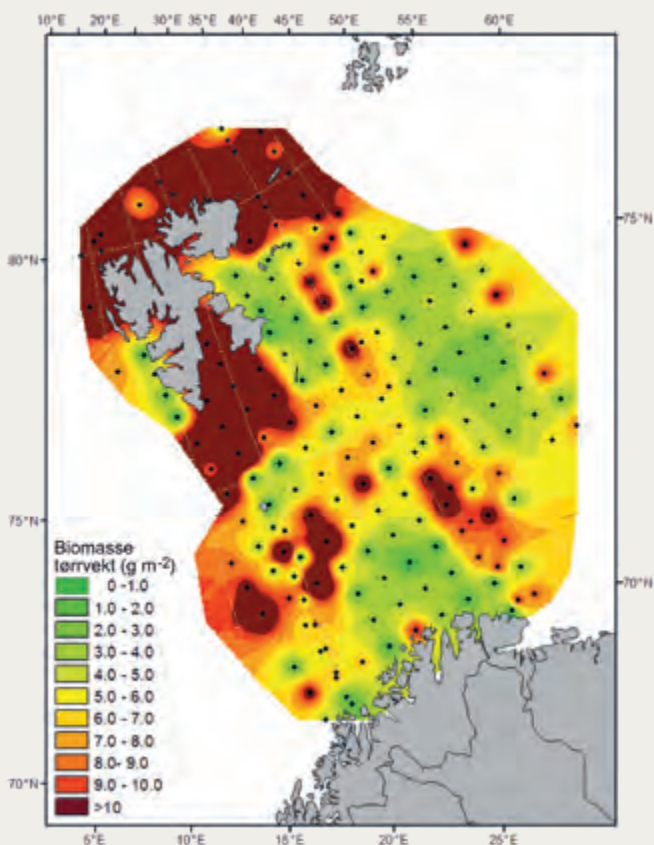 10°E 20°E 30°E 35°E 40°E 45°E 50°E 55°E 60°E
75°N
80°N
75°N
Biomasse
tørrvekt (g m-2)
0 -1.0
1.0 - 2.0
2.0 - 3.0
3.0 - 4.0
4.0 - 5.0
5.0 - 6.0
6.0 - 7.0
7.0 - 8.0
8.0- 9.0
9.0 - 10.0
>10
70°N
70°N
5°E 10°E 15°E 20°E 25°E